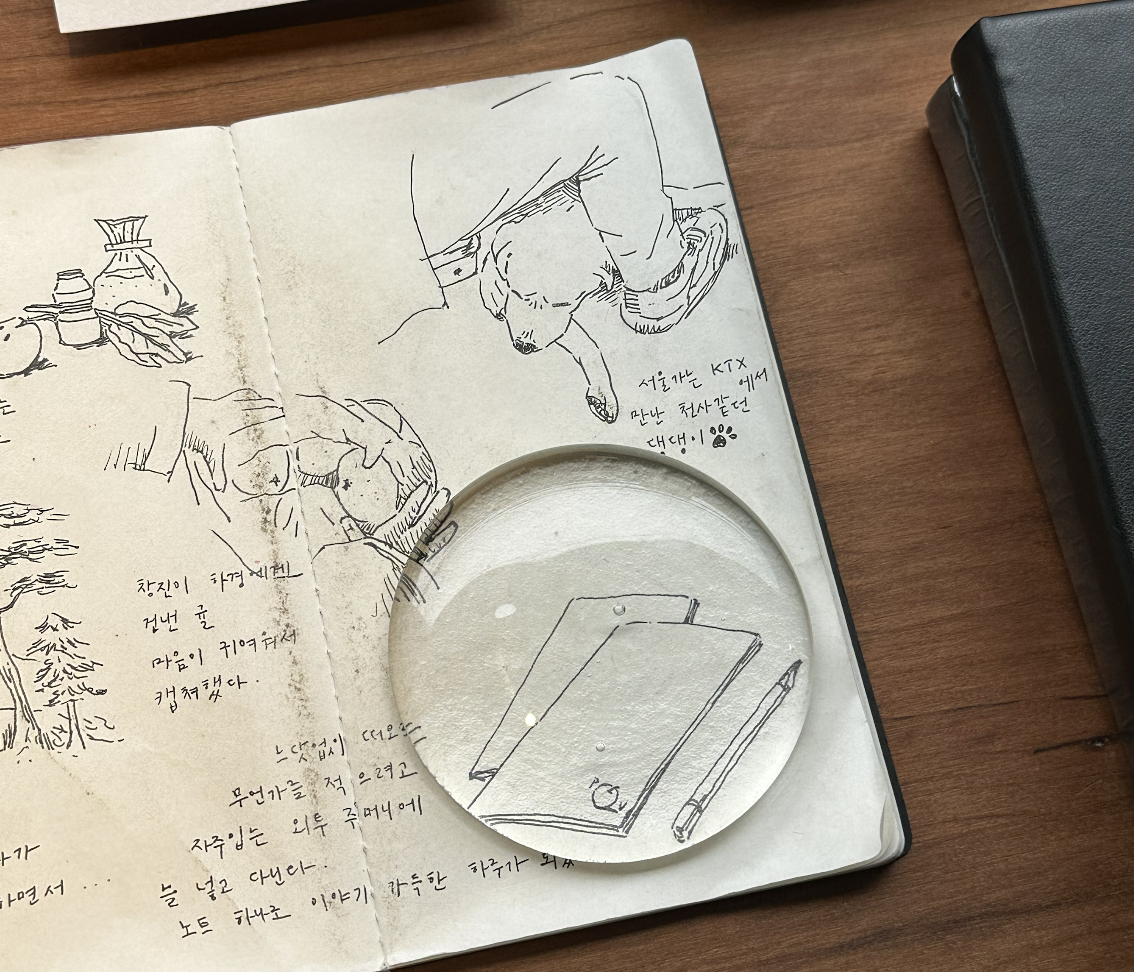 서울가는 KTX에서
만난 천사같던
댕댕이
창진이 하경에게
건넨 귤
마음이 귀여워서
캡쳐했다.
느닷없이 떠오르는
무언가를 적으려고
자주입는 외투 주머니에
늘 넣고 다닌다.
노트 하나로 이야기 가득한 하루가
가
하면서 ...